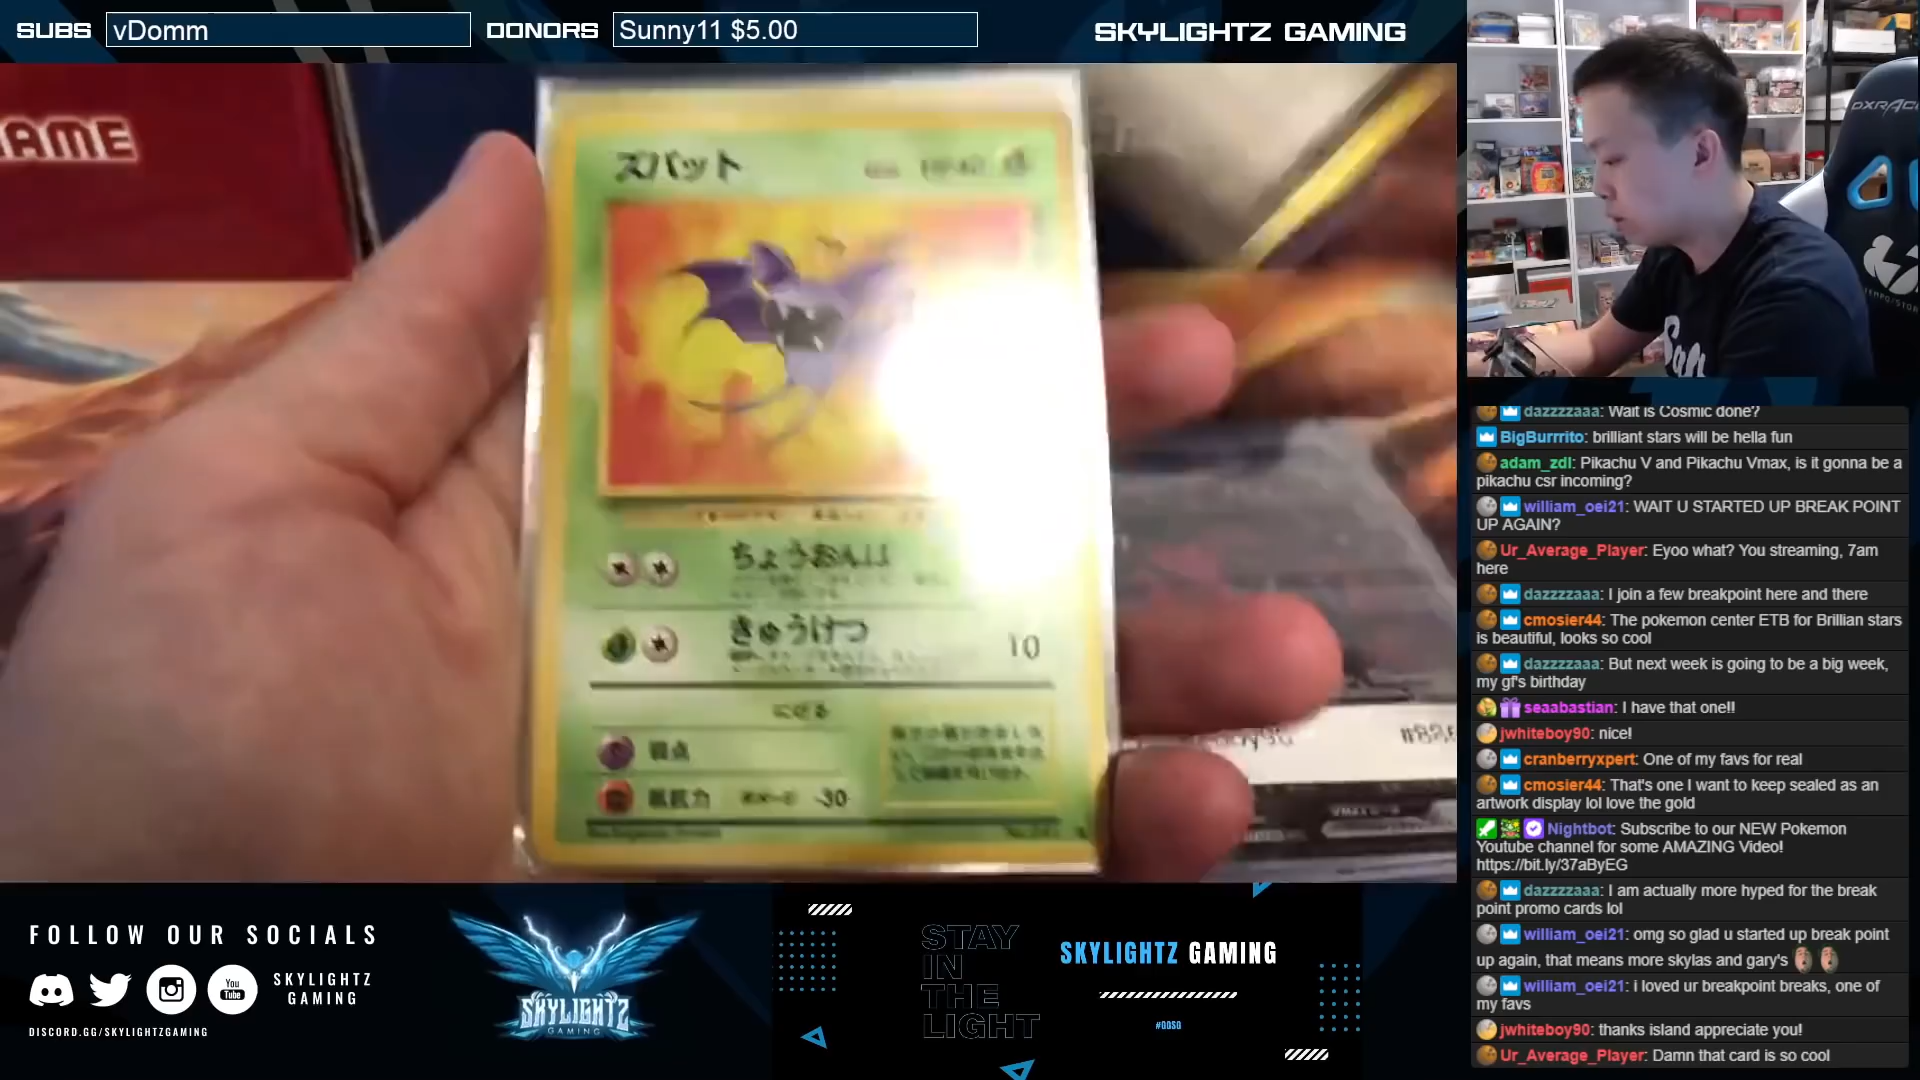 SUBS
vDomm
DONORS
Sunny11 $5.00
SKYLIGHTZ GAMING
AME
ズバット
ちょうおんぱ
きゅうけつ
10
にげる
弱点
抵抗力
-30
DXRACER
FOLLOW OUR SOCIALS
You
Tube
SKYLIGHTZ
GAMING
DISCORD.GG/SKYLIGHTZGAMING
SKYLIGHTZ
GAMING
STAY
IN
THE
LIGHT
SKYLIGHTZ GAMING
dazzzzaaa: Wait is Cosmic done?
BigBurrrito: brilliant stars will be hella fun
adam_zdl: Pikachu V and Pikachu Vmax, is it gonna be a
pikachu csr incoming?
william_oei21: WAIT U STARTED UP BREAK POINT
UP AGAIN?
Ur_Average_Player: Eyoo what? You streaming, 7am
here
dazzzzaaa: I join a few breakpoint here and there
cmosier44: The pokemon center ETB for Brillian stars
is beautiful, looks so cool
dazzzzaaa: But next week is going to be a big week,
my gf's birthday
seaabastian: I have that one!!
jwhiteboy90: nice!
cranberryxpert: One of my favs for real
cmosier44: That's one I want to keep sealed as an
artwork display lol love the gold
Nightbot: Subscribe to our NEW Pokemon
Youtube channel for some AMAZING Video!
https://bit.ly/37aByEG
dazzzzaaa: I am actually more hyped for the break
point promo cards lol
william_oei21: omg so glad u started up break point
up again, that means more skylas and gary's
william_oei21: i loved ur breakpoint breaks, one of
my favs
jwhiteboy90: thanks island appreciate you!
Ur_Average_Player: Damn that card is so cool